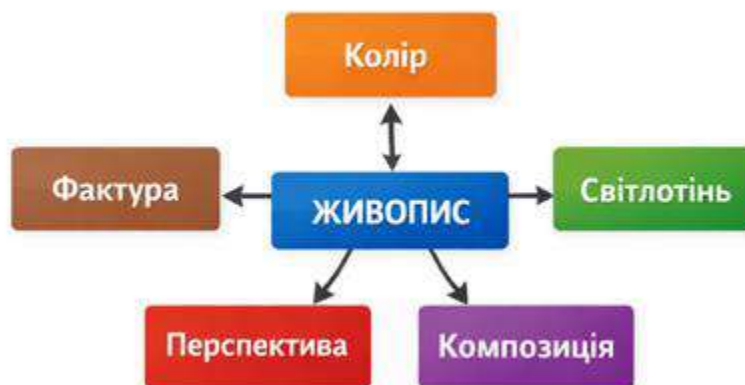 Колір
Фактура
ЖИВОПИС
Світлотінь
Перспектива
Композиція